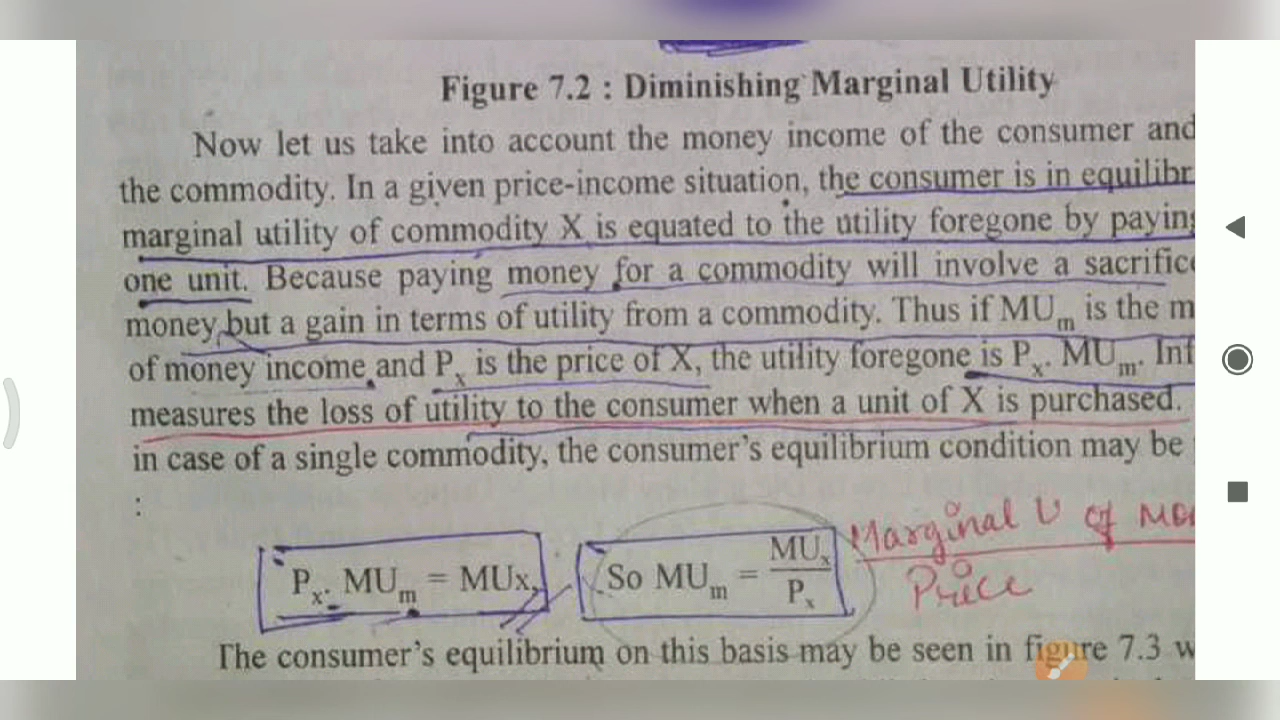 Figure 7.2 : Diminishing Marginal Utility
Now let us take into account the money income of the consumer and
the commodity. In a given price-income situation, the consumer is in equilibr
marginal utility of commodity X is equated to the utility foregone by paying
one unit. Because paying money for a commodity will involve a sacrifice
money but a gain in terms of utility from a commodity. Thus if MUm is the m
of money income and Px is the price of X, the utility foregone is Px. MUm. Inf
measures the loss of utility to the consumer when a unit of X is purchased.
in case of a single commodity, the consumer's equilibrium condition may be
:
Px. MUm = MUx, So MUm = MUx / Px
Marginal U of Mon
Price
The consumer's equilibrium on this basis may be seen in figure 7.3 w